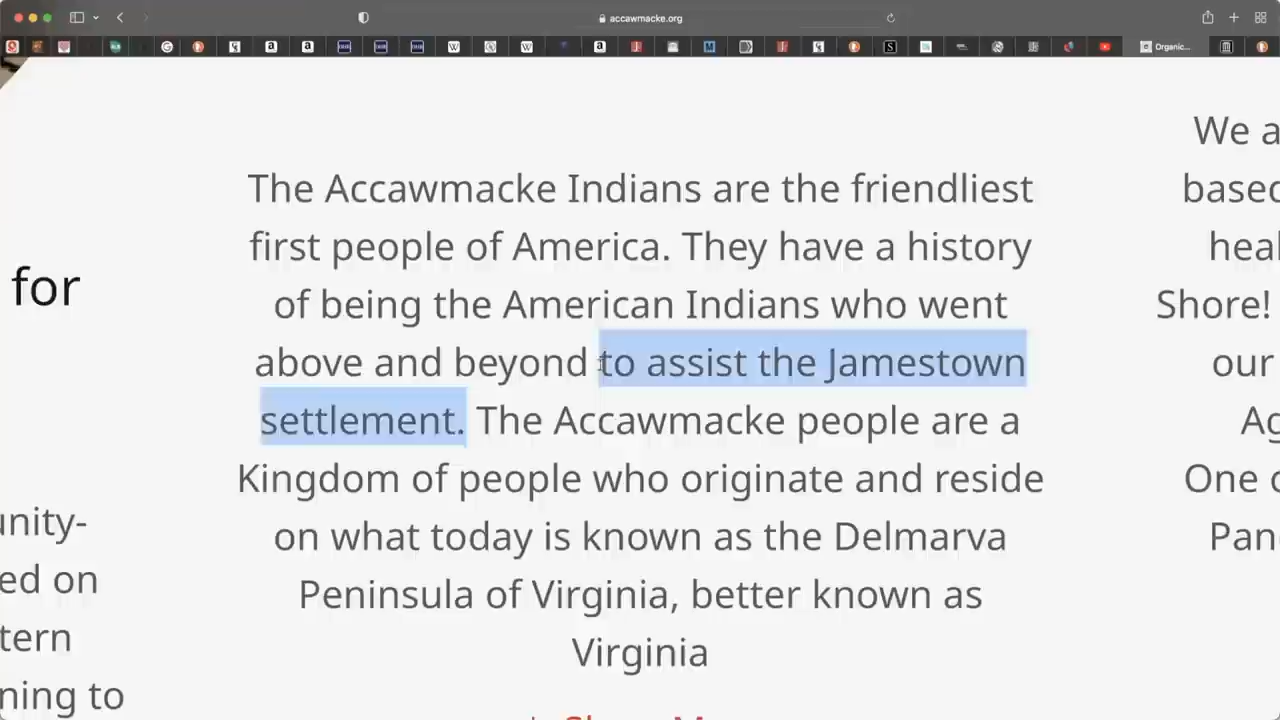 accawmacke.org
Organic...
The Accawmacke Indians are the friendliest
first people of America. They have a history
of being the American Indians who went
above and beyond to assist the Jamestown
settlement. The Accawmacke people are a
Kingdom of people who originate and reside
on what today is known as the Delmarva
Peninsula of Virginia, better known as
Virginia
for
unity-
ed on
tern
ning to
We a
based
heal
Shore!
our
Ag
One
Pan